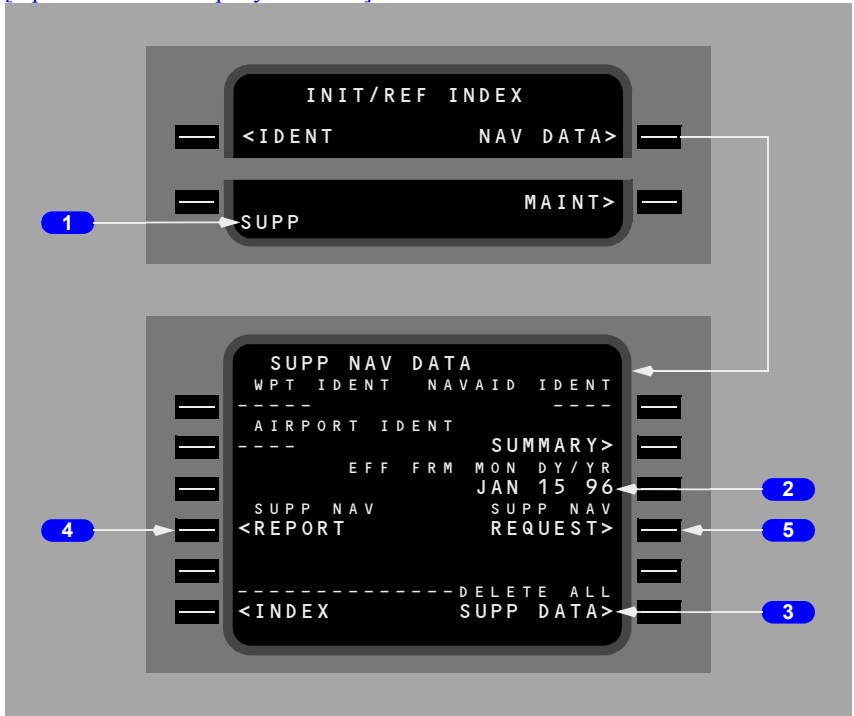 INIT/REF INDEX
<IDENT NAV DATA>
MAINT>
1
SUPP
SUPP NAV DATA
WPT IDENT NAVAID IDENT
----- ----
AIRPORT IDENT
---- SUMMARY>
EFF FRM MON DY/YR
JAN 15 96
2
SUPP NAV SUPP NAV
4
<REPORT REQUEST>
5
--------------DELETE ALL
<INDEX SUPP DATA>
3